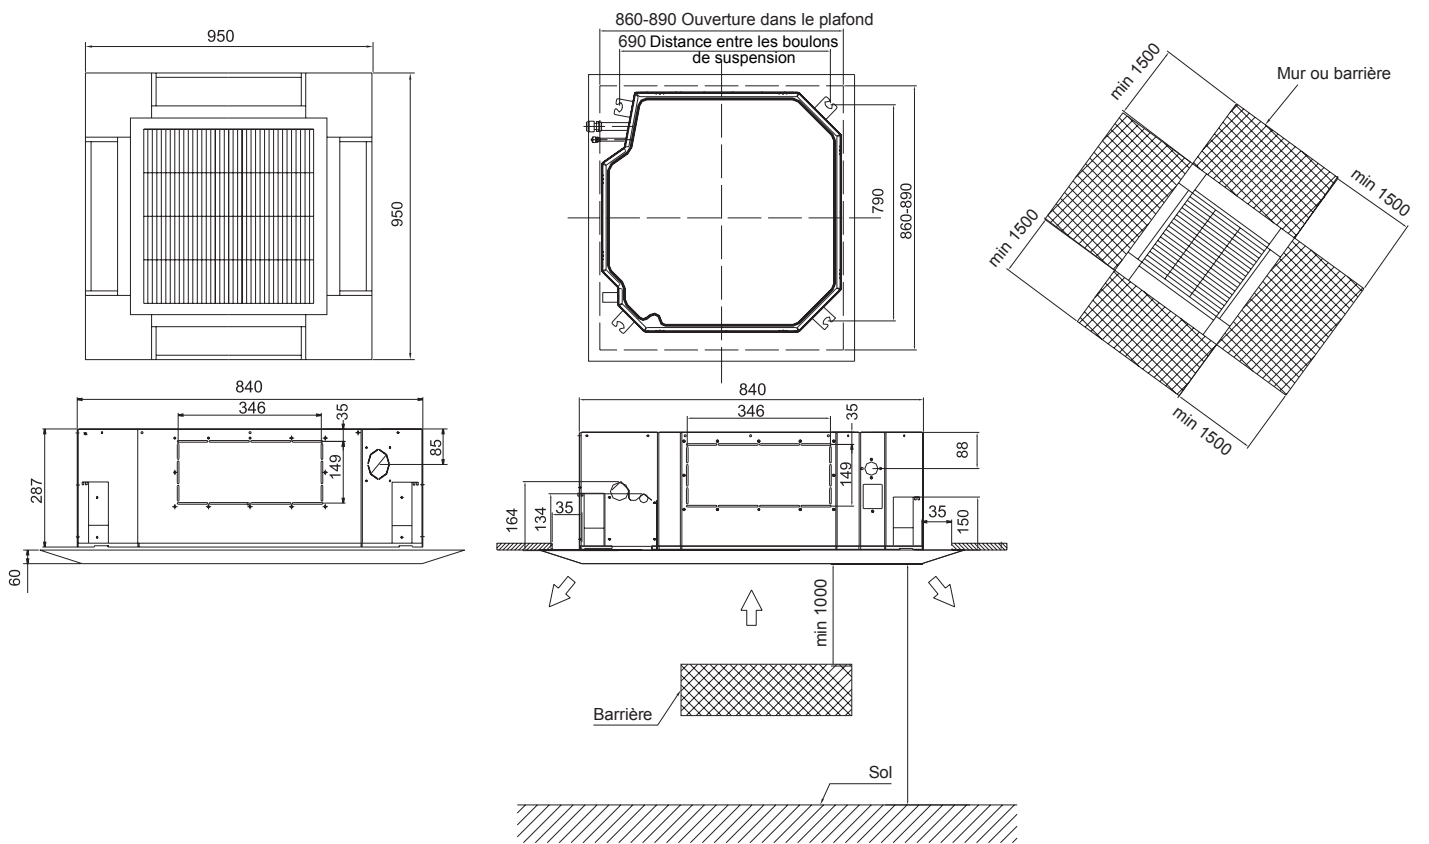 950
950
860-890 Ouverture dans le plafond
690 Distance entre les boulons
de suspension
790
860-890
min 1500
Mur ou barrière
min 1500
min 1500
min 1500
840
346
35
85
149
287
60
840
346
35
88
149
164
134
35
35
150
min 1000
Barrière
Sol